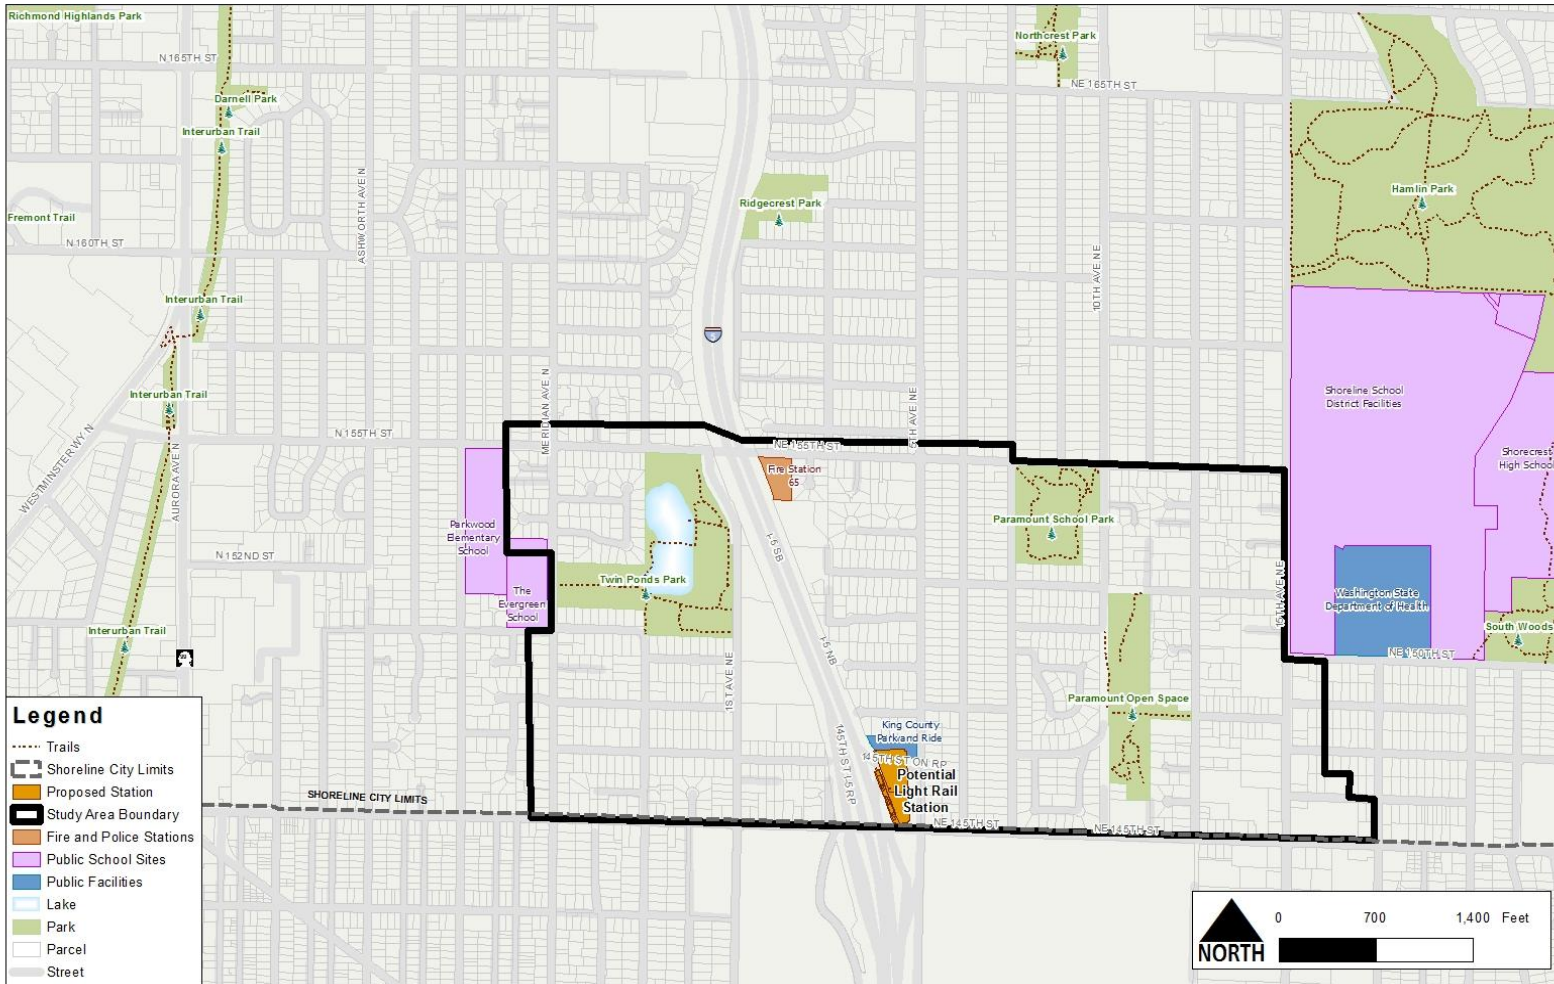 Richmond Highlands Park
N 165TH ST
Darnell Park
Interurban Trail
Northcrest Park
NE 165TH ST
Hamlin Park
Ridgecrest Park
ASHWORTH AVE N
Fremont Trail
N 160TH ST
10TH AVE NE
Interurban Trail
Interurban Trail
MERIDIAN AVE N
Shoreline School
District Facilities
WESTMINSTER WY N
AURORA AVE N
N 155TH ST
NE 155TH ST
Shorecrest
High School
Fire Station
65
Parkwood
Elementary
School
N 152ND ST
Twin Ponds Park
Paramount School Park
I-5 SB
15TH AVE NE
The
Evergreen
School
Washington State
Department of Health
South Woods
NE 150TH ST
Interurban Trail
I-5 NB
1ST AVE NE
Paramount Open Space
King County
Park and Ride
145TH ST ON RP
145TH ST I-5 RP
Potential
Light Rail
Station
SHORELINE CITY LIMITS
NE 145TH ST
NE 145TH ST
Legend
Trails
Shoreline City Limits
Proposed Station
Study Area Boundary
Fire and Police Stations
Public School Sites
Public Facilities
Lake
Park
Parcel
Street
NORTH
0 700 1,400 Feet